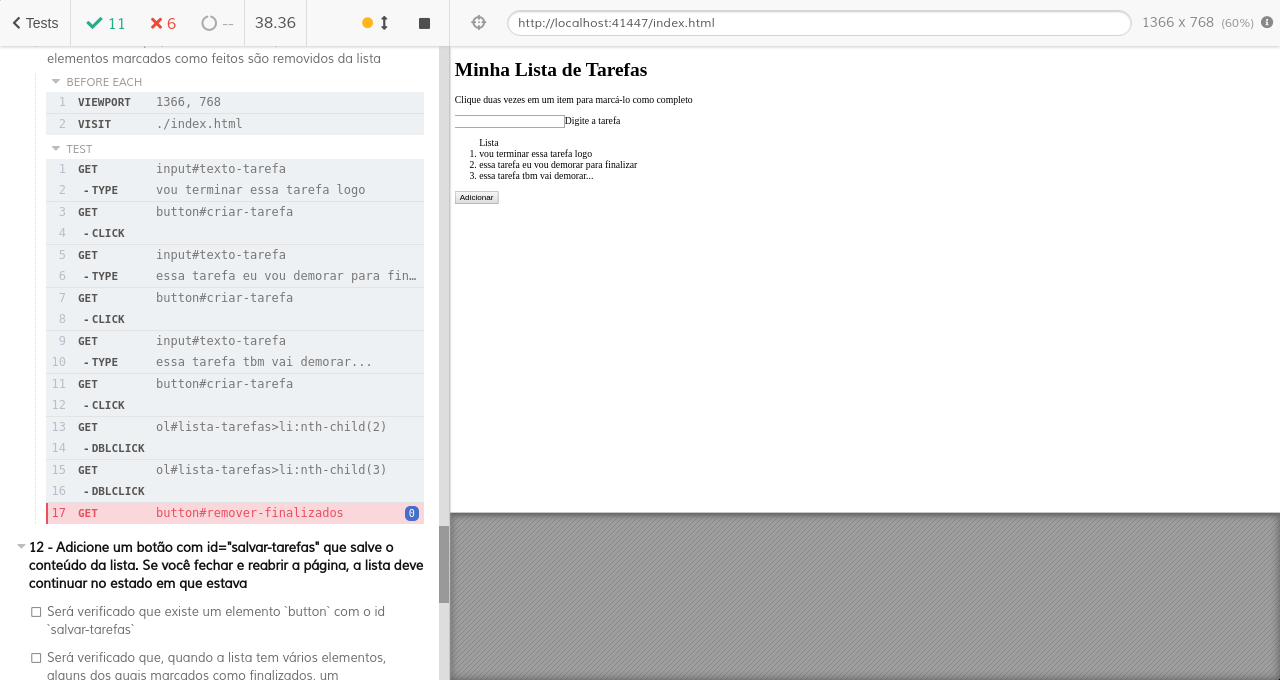 Tests
11
6
--
38.36
http://localhost:41447/index.html
1366 x 768 (60%)
elementos marcados como feitos são removidos da lista
BEFORE EACH
1 VIEWPORT 1366, 768
2 VISIT ./index.html
TEST
1 GET input#texto-tarefa
2 -TYPE vou terminar essa tarefa logo
3 GET button#criar-tarefa
4 -CLICK
5 GET input#texto-tarefa
6 -TYPE essa tarefa eu vou demorar para fin…
7 GET button#criar-tarefa
8 -CLICK
9 GET input#texto-tarefa
10 -TYPE essa tarefa tbm vai demorar...
11 GET button#criar-tarefa
12 -CLICK
13 GET ol#lista-tarefas>li:nth-child(2)
14 -DBLCLICK
15 GET ol#lista-tarefas>li:nth-child(3)
16 -DBLCLICK
17 GET button#remover-finalizados 0
12 - Adicione um botão com id="salvar-tarefas" que salve o
conteúdo da lista. Se você fechar e reabrir a página, a lista deve
continuar no estado em que estava
Será verificado que existe um elemento `button` com o id
`salvar-tarefas`
Será verificado que, quando a lista tem vários elementos,
alguns dos quais marcados como finalizados, um
Minha Lista de Tarefas
Clique duas vezes em um item para marcá-lo como completo
Digite a tarefa
Lista
1. vou terminar essa tarefa logo
2. essa tarefa eu vou demorar para finalizar
3. essa tarefa tbm vai demorar...
Adicionar